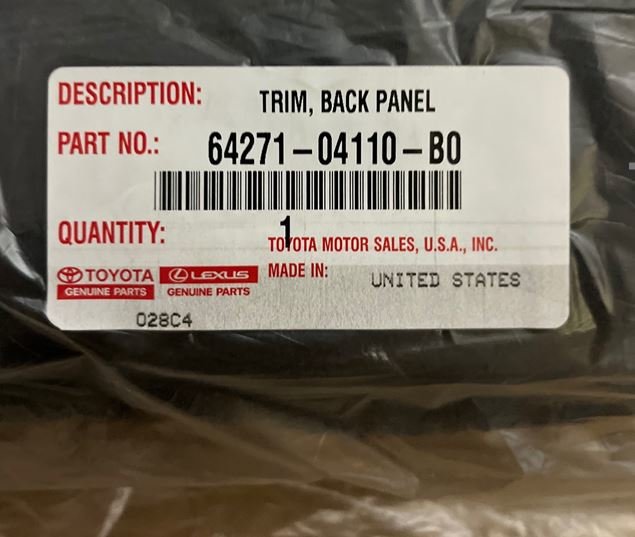 DESCRIPTION: TRIM, BACK PANEL
PART NO.: 64271-04110-B0
QUANTITY: 1
TOYOTA MOTOR SALES, U.S.A., INC.
TOYOTA LEXUS MADE IN: UNITED STATES
GENUINE PARTS GENUINE PARTS
028C4